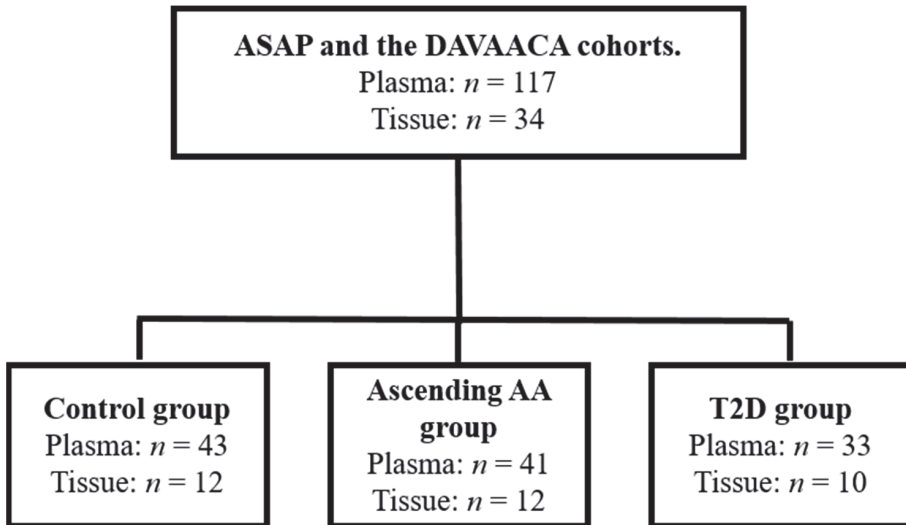 ASAP and the DAVAACA cohorts.
Plasma: n = 117
Tissue: n = 34
Control group
Plasma: n = 43
Tissue: n = 12
Ascending AA
group
Plasma: n = 41
Tissue: n = 12
T2D group
Plasma: n = 33
Tissue: n = 10